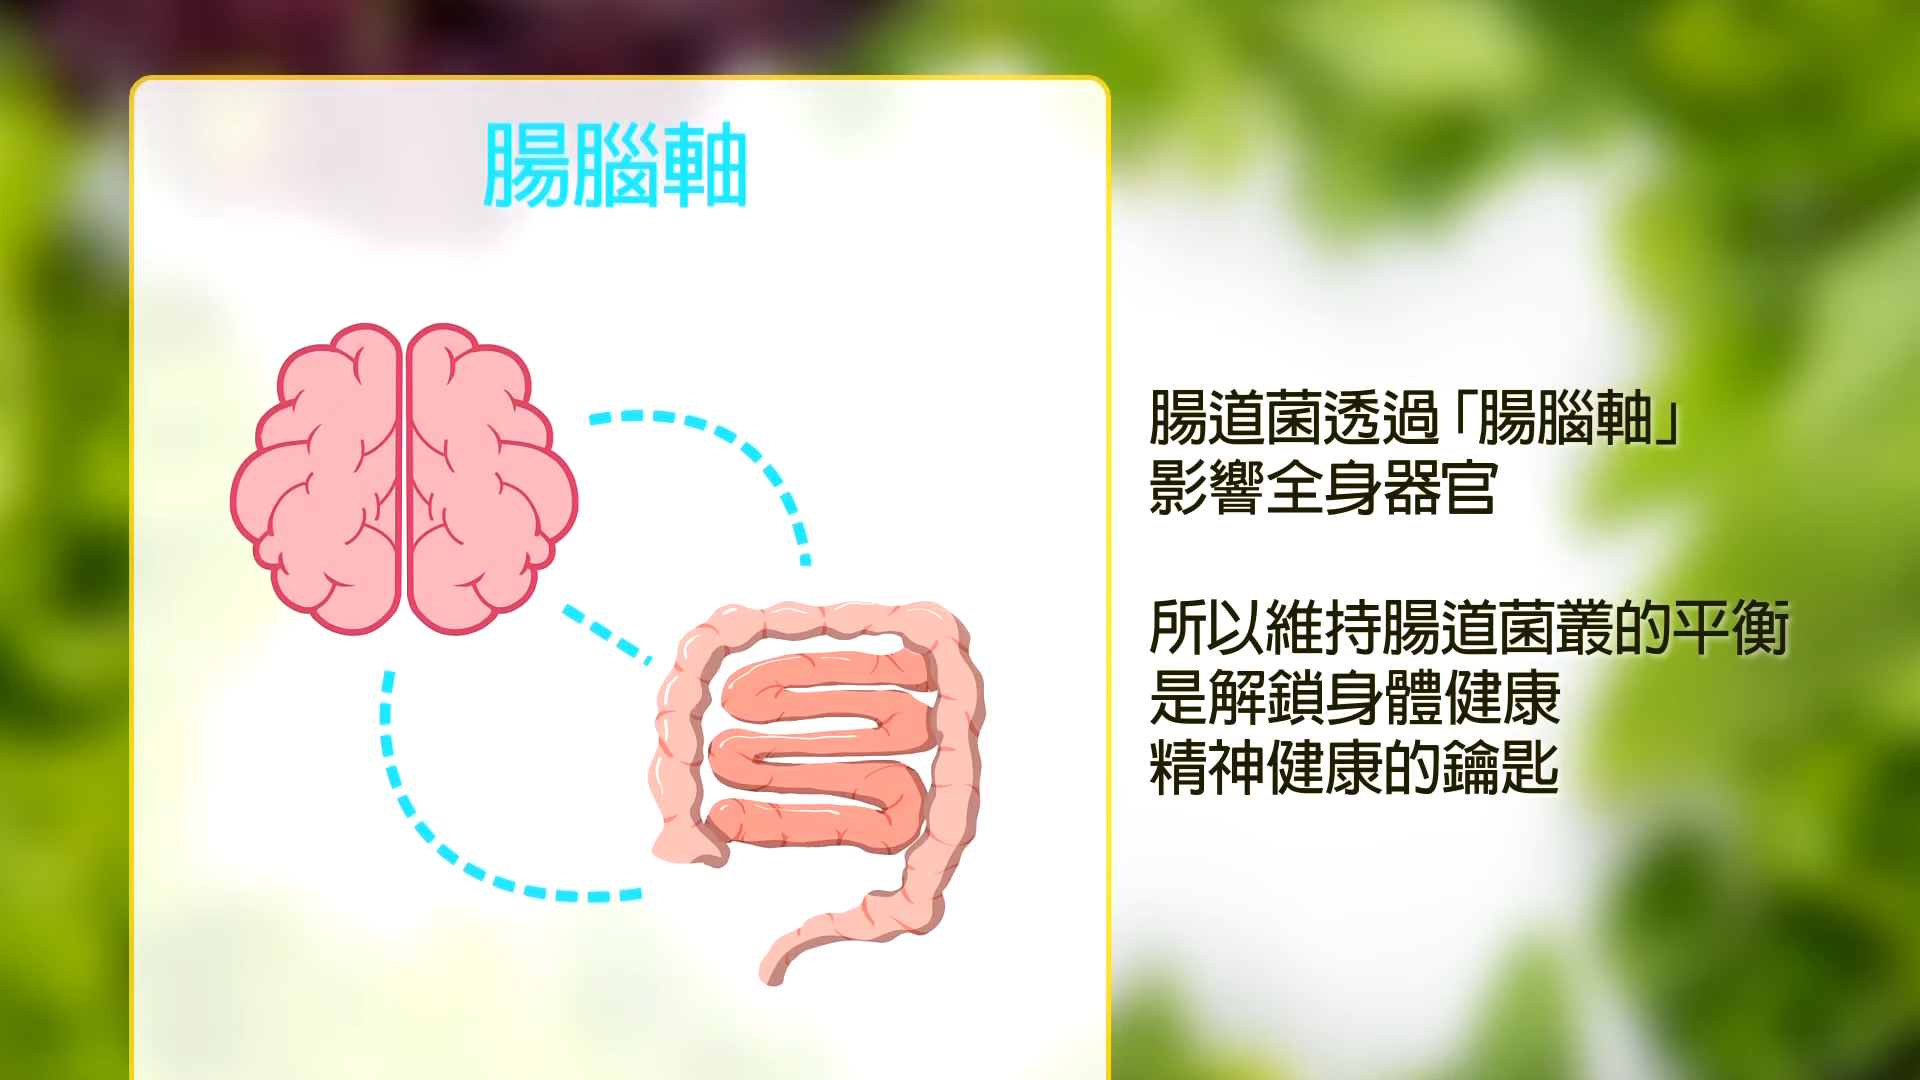 腸腦軸
腸道菌透過「腸腦軸」
影響全身器官
所以維持腸道菌叢的平衡
是解鎖身體健康
精神健康的鑰匙